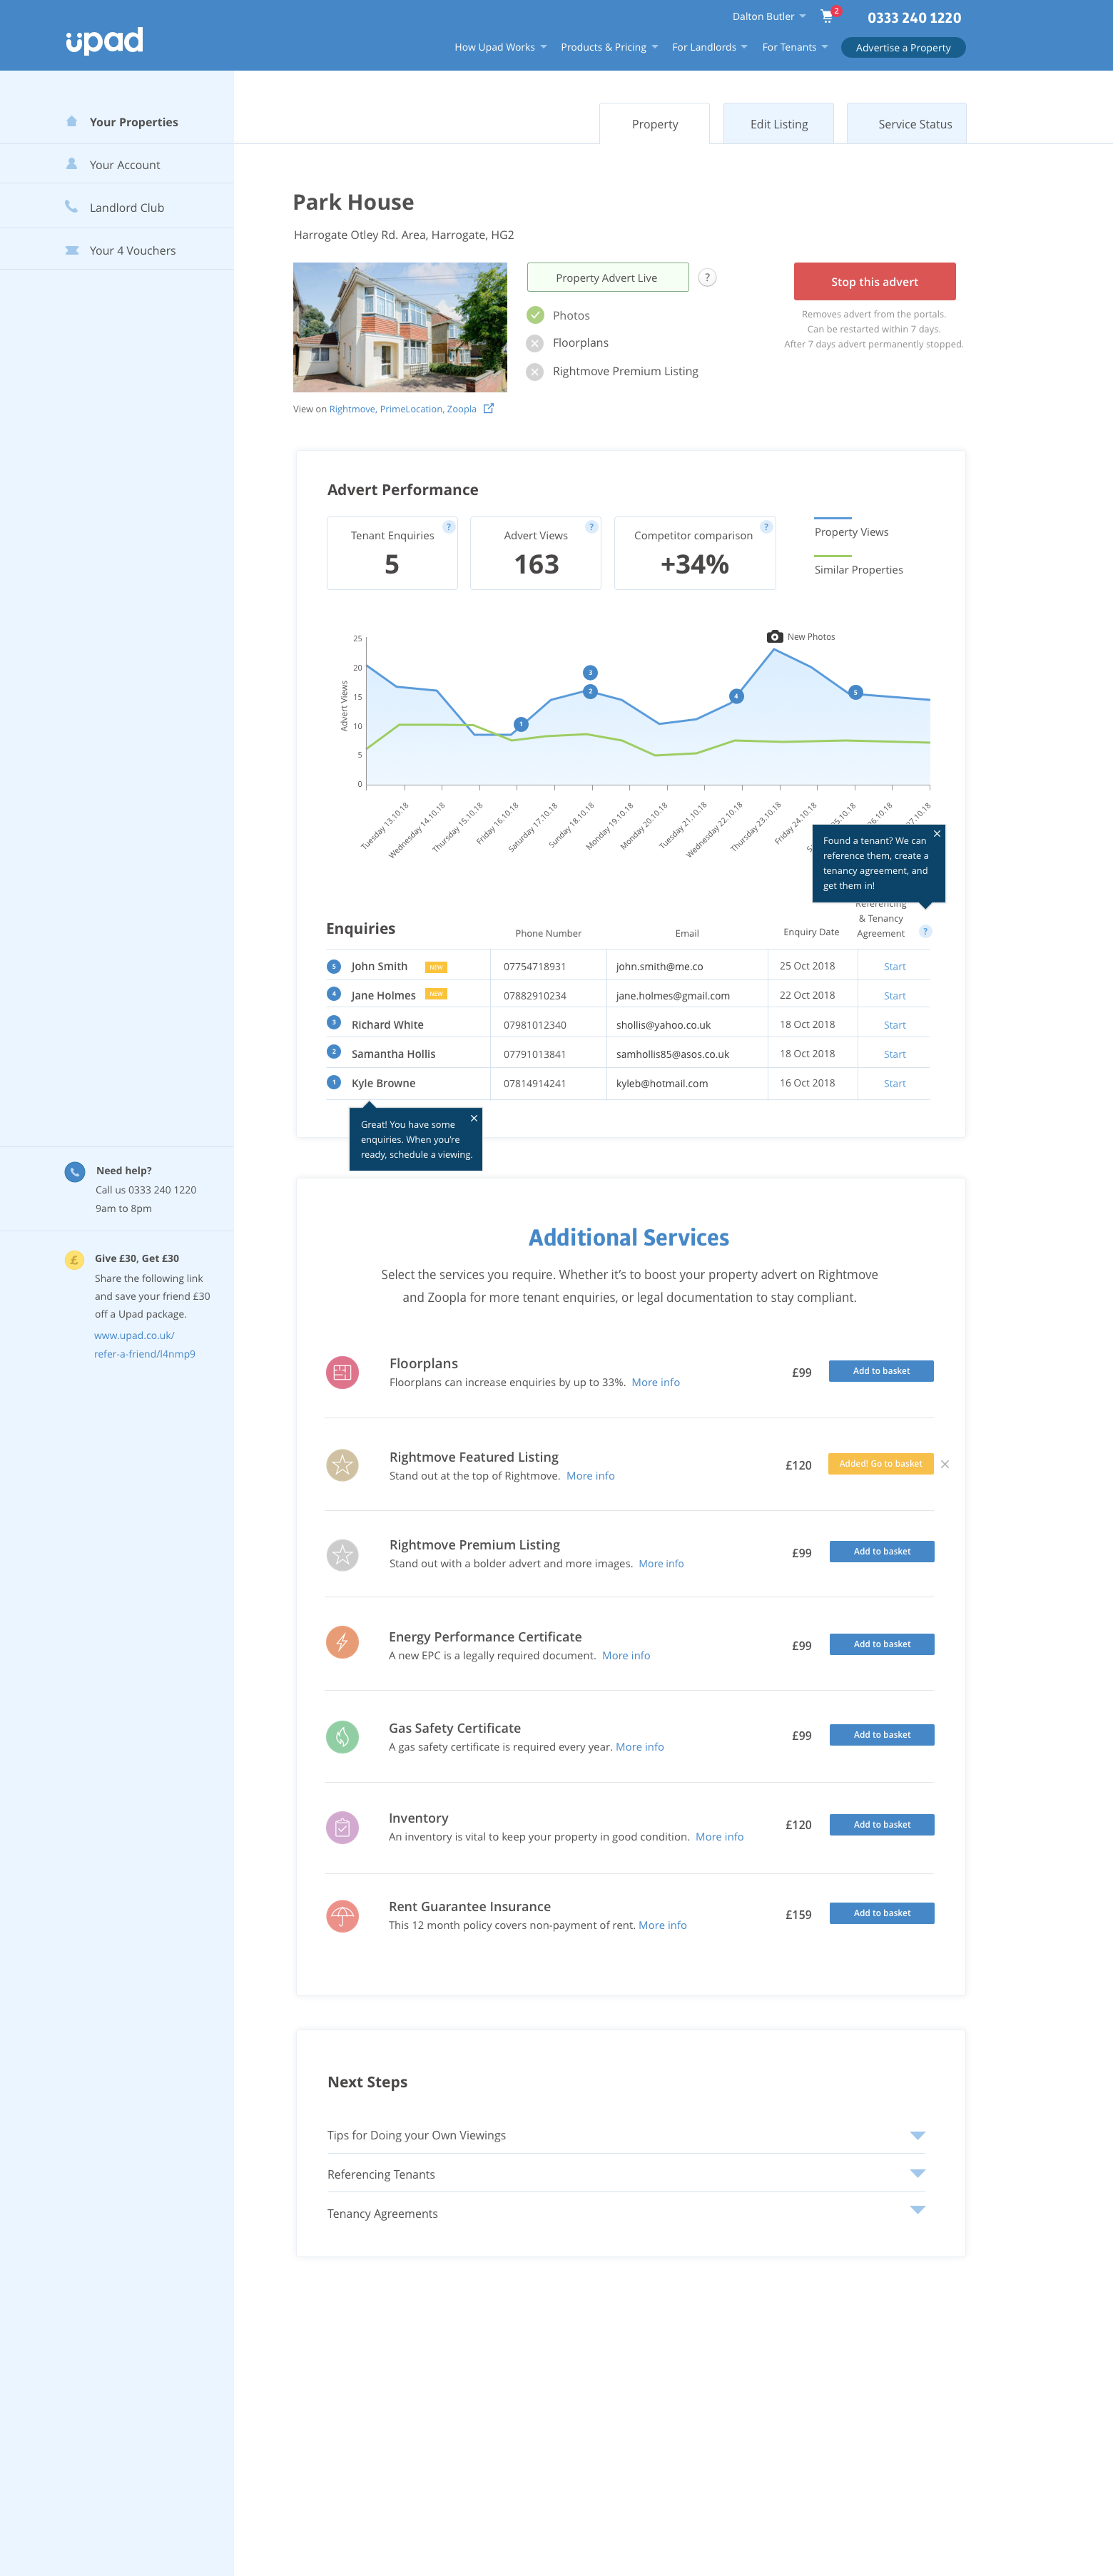 Dalton Butler
2
0333 240 1220
upad
How Upad Works
Products & Pricing
For Landlords
For Tenants
Advertise a Property
Your Properties
Your Account
Landlord Club
Your 4 Vouchers
Property
Edit Listing
Service Status
Park House
Harrogate Otley Rd. Area, Harrogate, HG2
Property Advert Live
?
Photos
Floorplans
Rightmove Premium Listing
Stop this advert
Removes advert from the portals.
Can be restarted within 7 days.
After 7 days advert permanently stopped.
View on Rightmove, PrimeLocation, Zoopla
Advert Performance
Tenant Enquiries
?
5
Advert Views
?
163
Competitor comparison
?
+34%
Property Views
Similar Properties
New Photos
Advert Views
25
20
15
10
5
0
1
2
3
4
5
Tuesday 13.10.18
Wednesday 14.10.18
Thursday 15.10.18
Friday 16.10.18
Saturday 17.10.18
Sunday 18.10.18
Monday 19.10.18
Monday 20.10.18
Tuesday 21.10.18
Wednesday 22.10.18
Thursday 23.10.18
Friday 24.10.18
Found a tenant? We can
reference them, create a
tenancy agreement, and
get them in!
Enquiries
Phone Number
Email
Enquiry Date
Referencing
& Tenancy
Agreement
?
5 John Smith NEW 07754718931 john.smith@me.co 25 Oct 2018 Start
4 Jane Holmes NEW 07882910234 jane.holmes@gmail.com 22 Oct 2018 Start
3 Richard White 07981012340 shollis@yahoo.co.uk 18 Oct 2018 Start
2 Samantha Hollis 07791013841 samhollis85@asos.co.uk 18 Oct 2018 Start
1 Kyle Browne 07814914241 kyleb@hotmail.com 16 Oct 2018 Start
Great! You have some
enquiries. When you're
ready, schedule a viewing.
Need help?
Call us 0333 240 1220
9am to 8pm
£
Give £30, Get £30
Share the following link
and save your friend £30
off a Upad package.
www.upad.co.uk/
refer-a-friend/l4nmp9
Additional Services
Select the services you require. Whether it's to boost your property advert on Rightmove
and Zoopla for more tenant enquiries, or legal documentation to stay compliant.
Floorplans
Floorplans can increase enquiries by up to 33%. More info
£99
Add to basket
Rightmove Featured Listing
Stand out at the top of Rightmove. More info
£120
Added! Go to basket
Rightmove Premium Listing
Stand out with a bolder advert and more images. More info
£99
Add to basket
Energy Performance Certificate
A new EPC is a legally required document. More info
£99
Add to basket
Gas Safety Certificate
A gas safety certificate is required every year. More info
£99
Add to basket
Inventory
An inventory is vital to keep your property in good condition. More info
£120
Add to basket
Rent Guarantee Insurance
This 12 month policy covers non-payment of rent. More info
£159
Add to basket
Next Steps
Tips for Doing your Own Viewings
Referencing Tenants
Tenancy Agreements